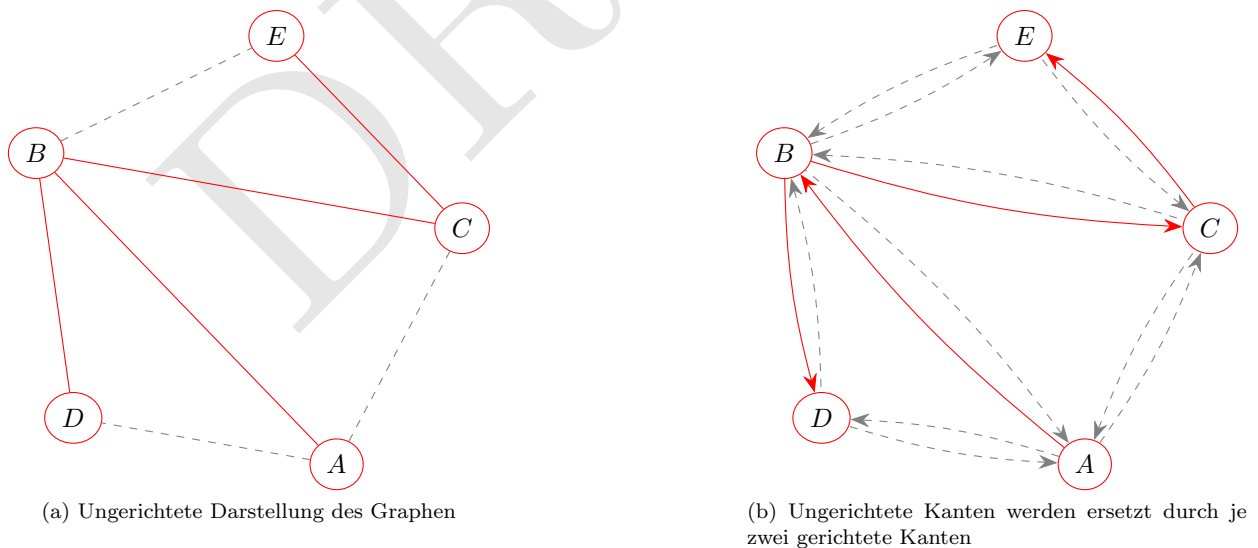 E
E
B
B
C
C
D
D
A
A
(a) Ungerichtete Darstellung des Graphen
(b) Ungerichtete Kanten werden ersetzt durch je
zwei gerichtete Kanten